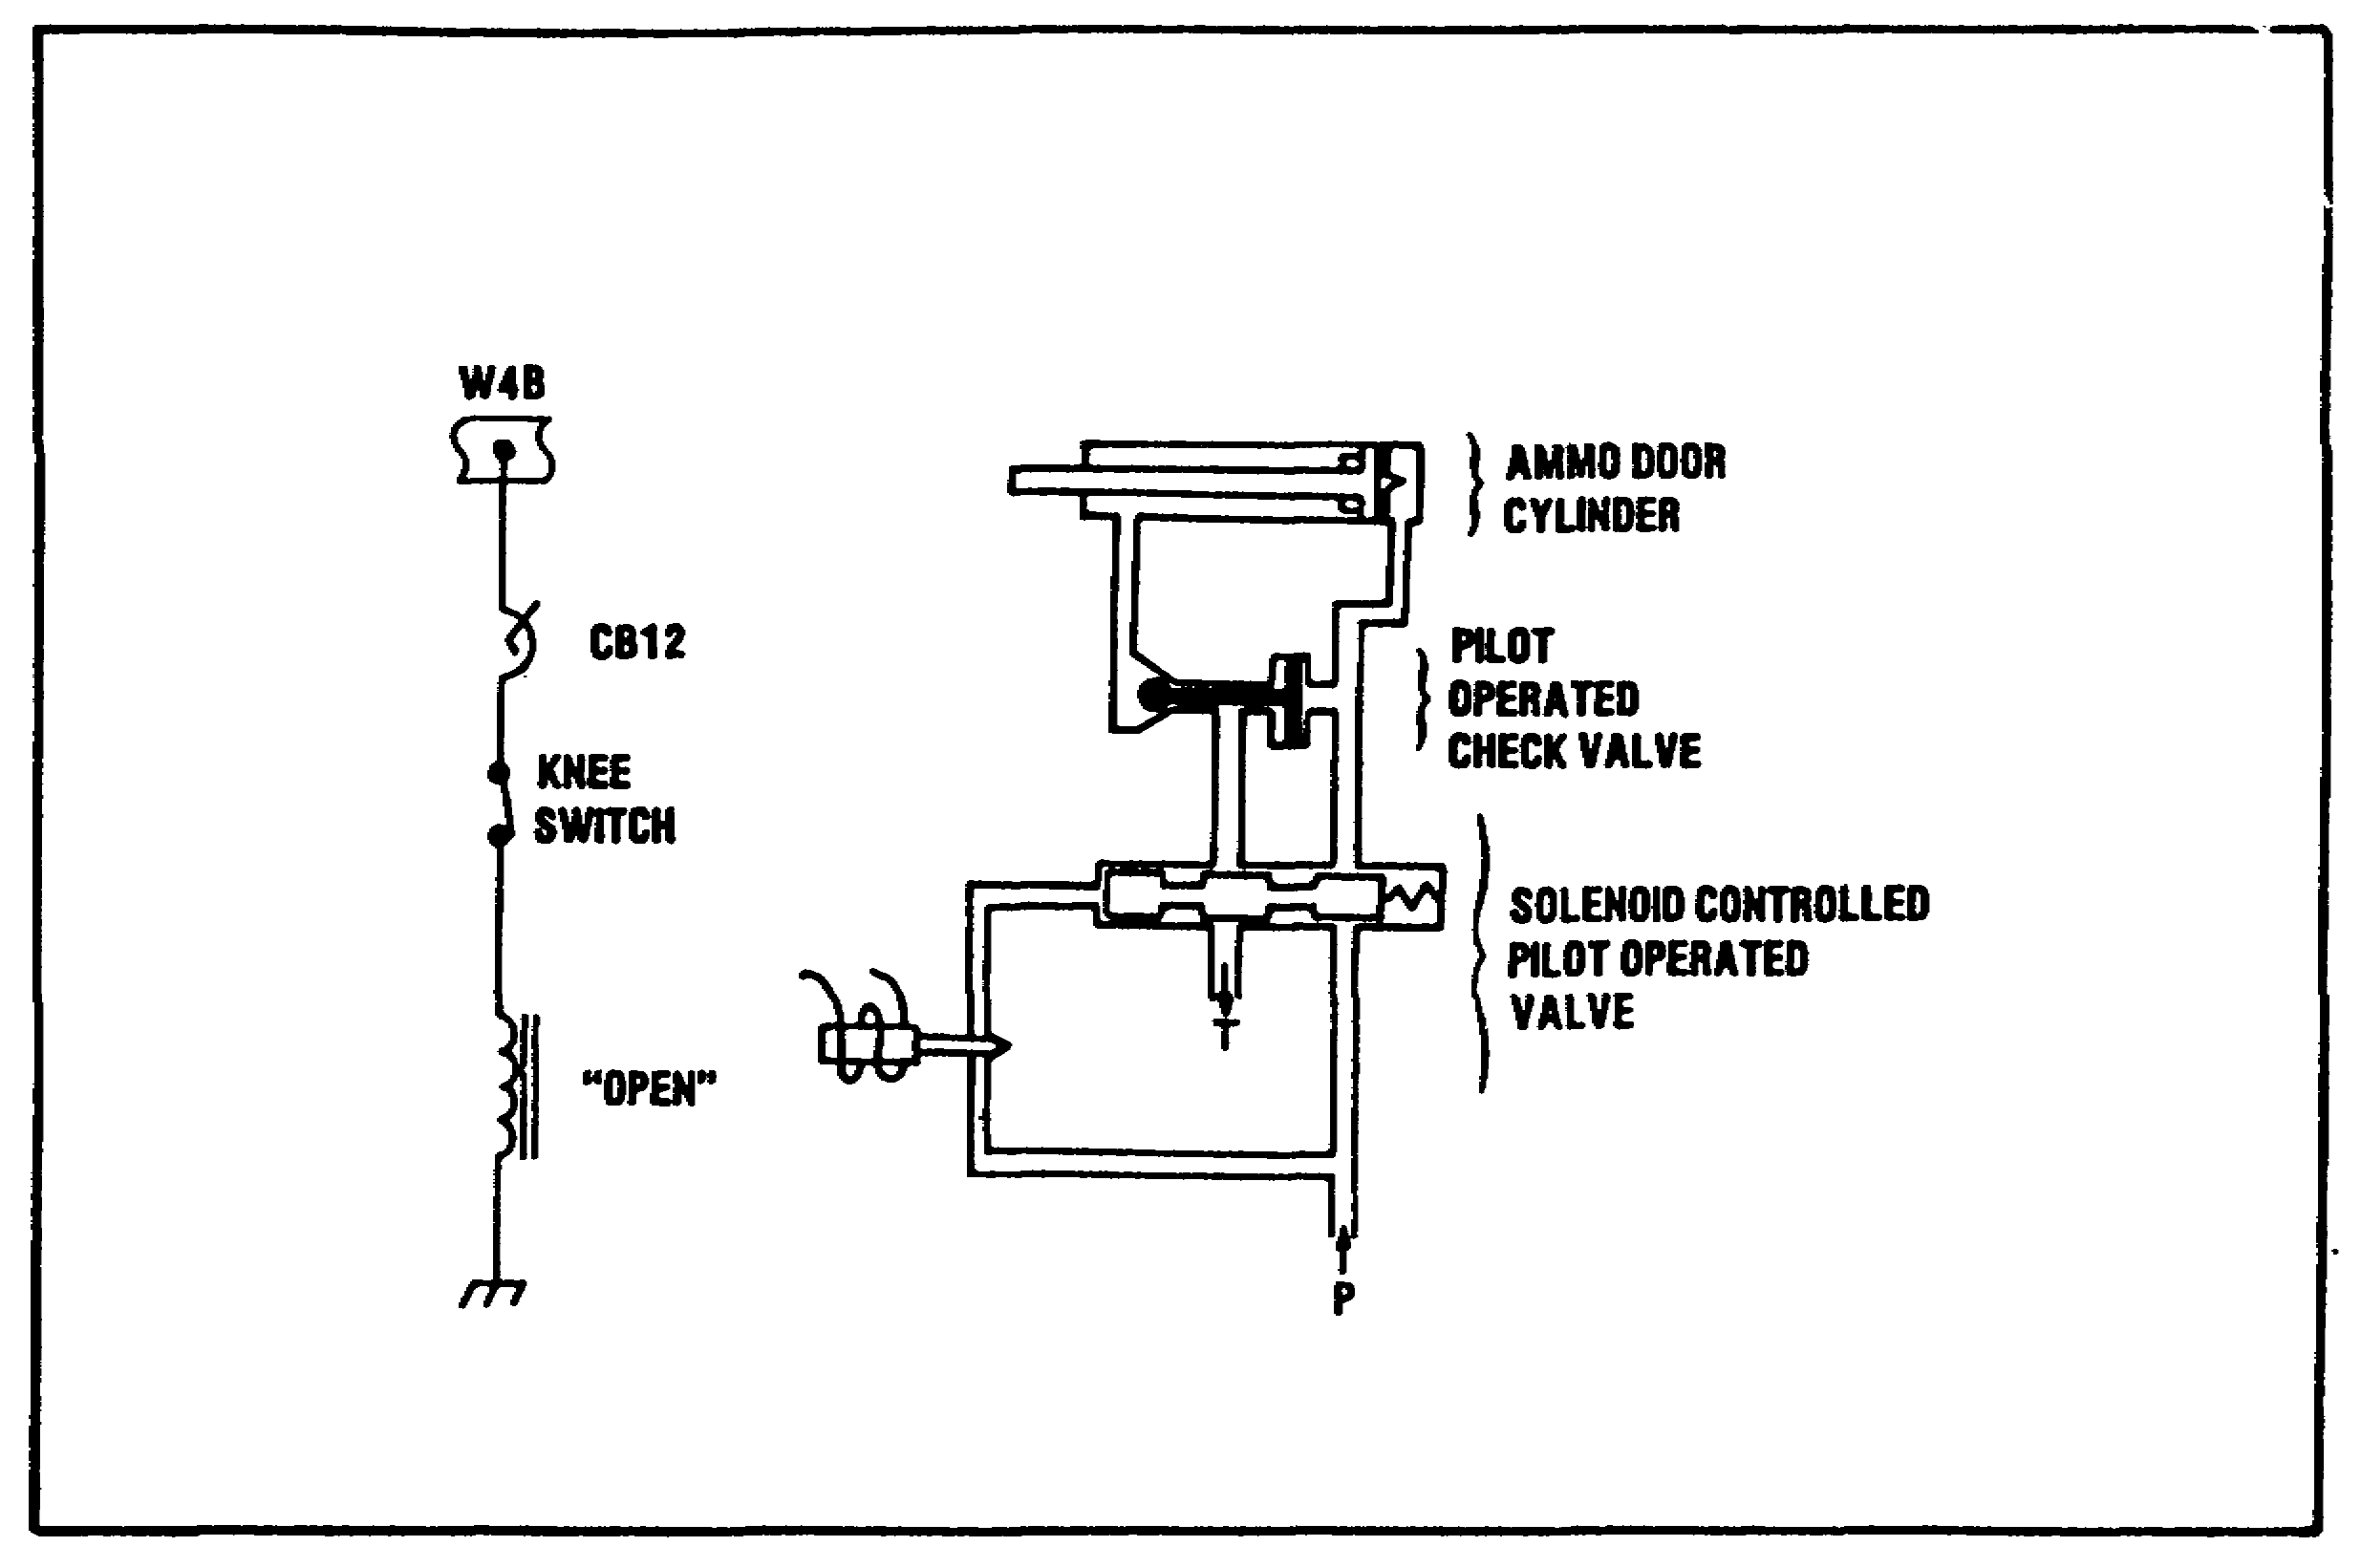 W4B
CB12
KNEE
SWITCH
"OPEN"
AMMO DOOR
CYLINDER
PILOT
OPERATED
CHECK VALVE
SOLENOID CONTROLLED
PILOT OPERATED
VALVE
T
P